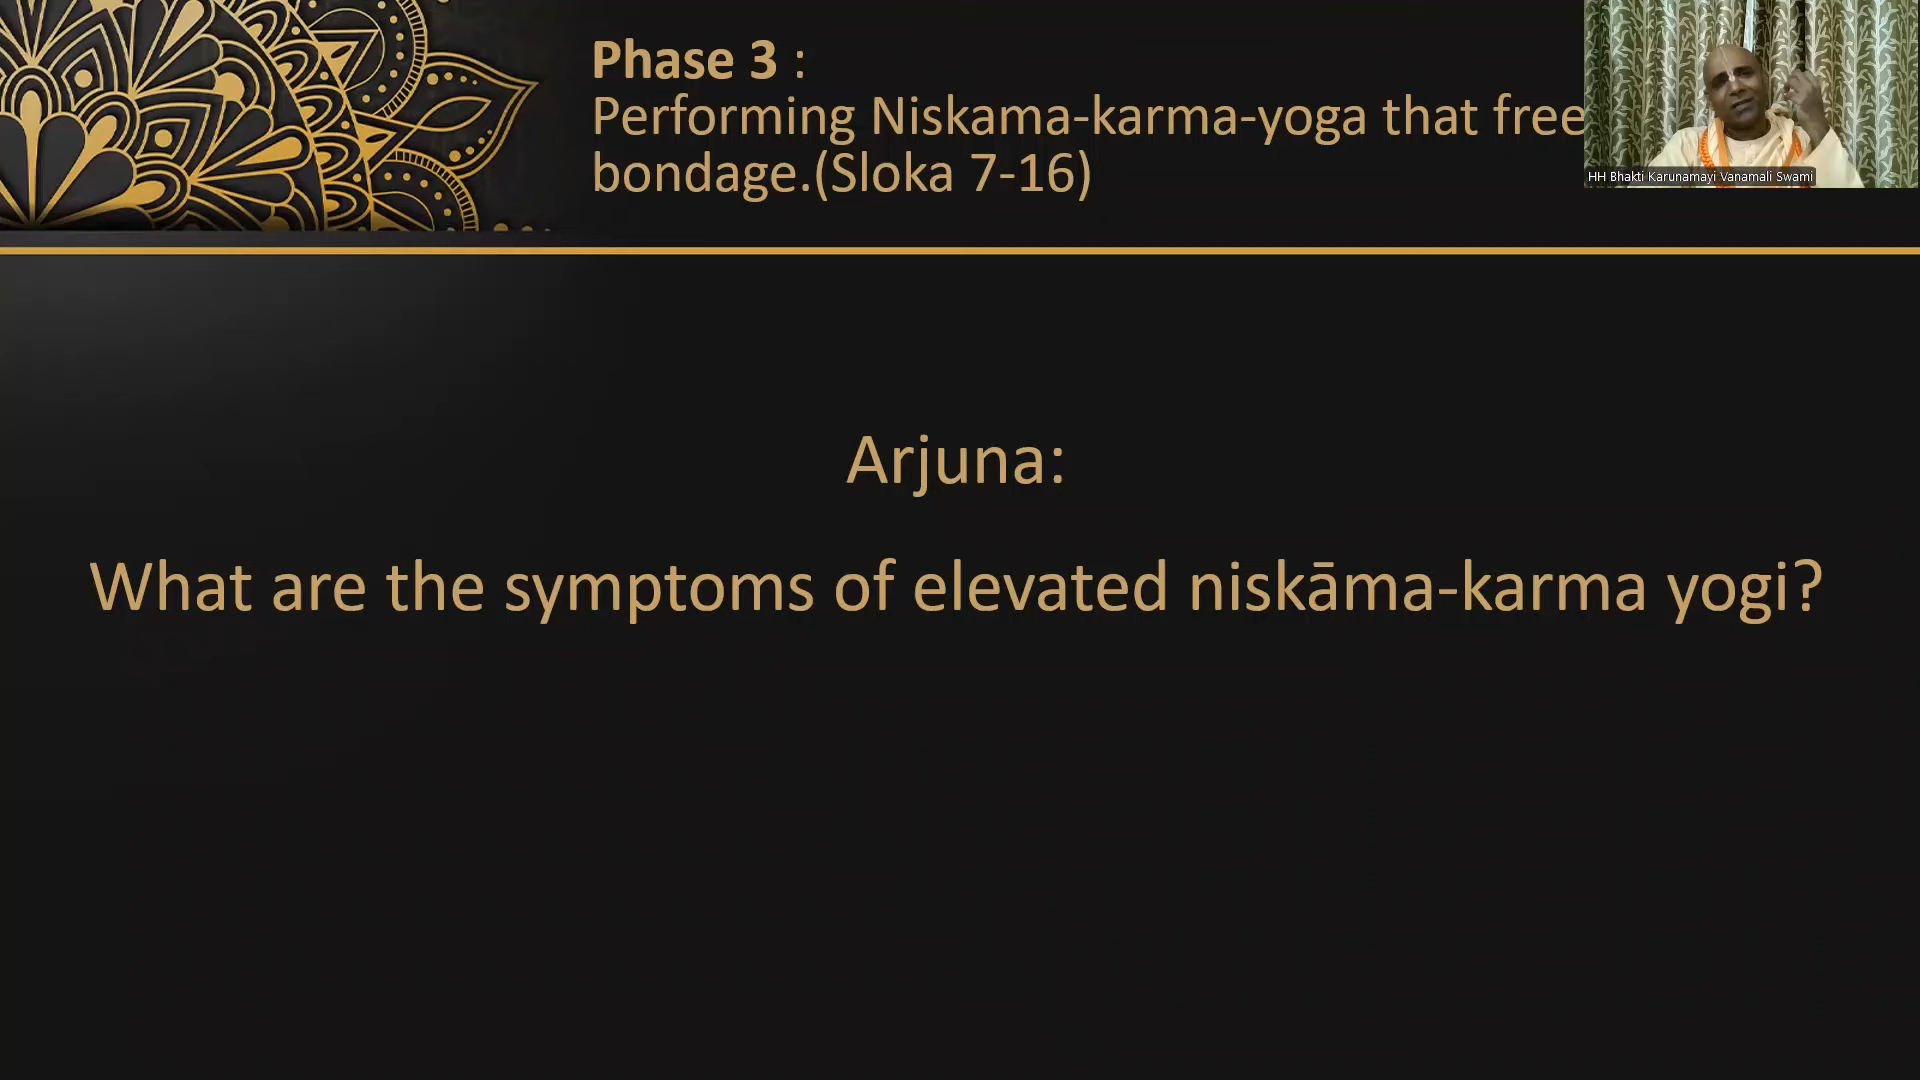 Phase 3 :
Performing Niskama-karma-yoga that free
bondage.(Sloka 7-16)
HH Bhakti Karunamayi Vanamali Swami
Arjuna:
What are the symptoms of elevated niskāma-karma yogi?